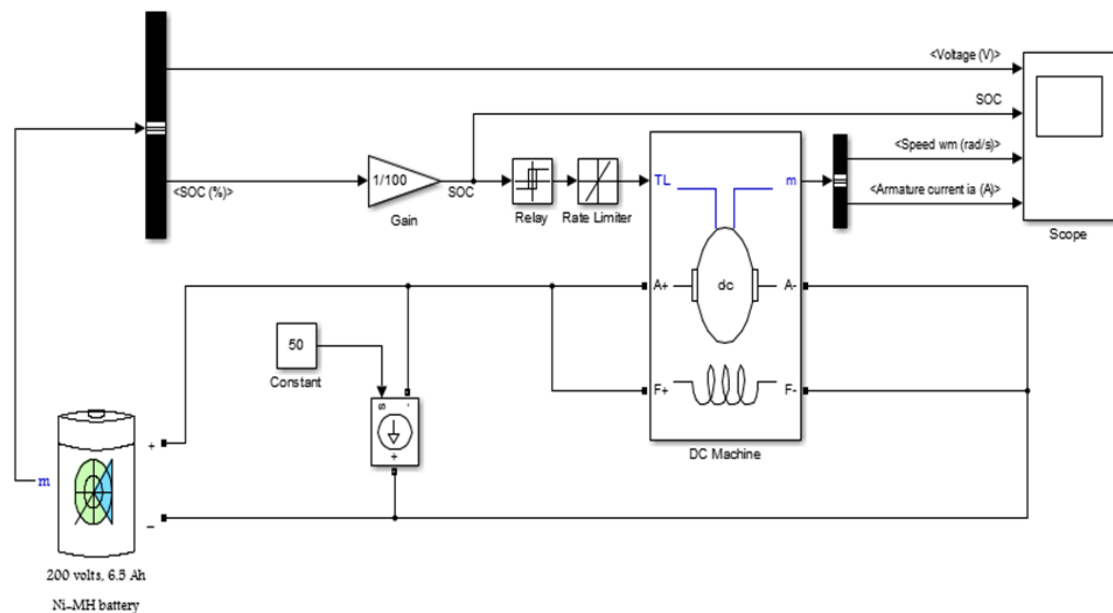 <Voltage (V)>
SOC
<Speed wm (rad/s)>
<Armature current ia (A)>
Scope
<SOC (%)>
1/100
Gain
SOC
Relay
Rate Limiter
TL
m
A+
dc
A-
F+
F-
DC Machine
50
Constant
s
-
+
m
+
−
200 volts, 6.5 Ah
Ni-MH battery